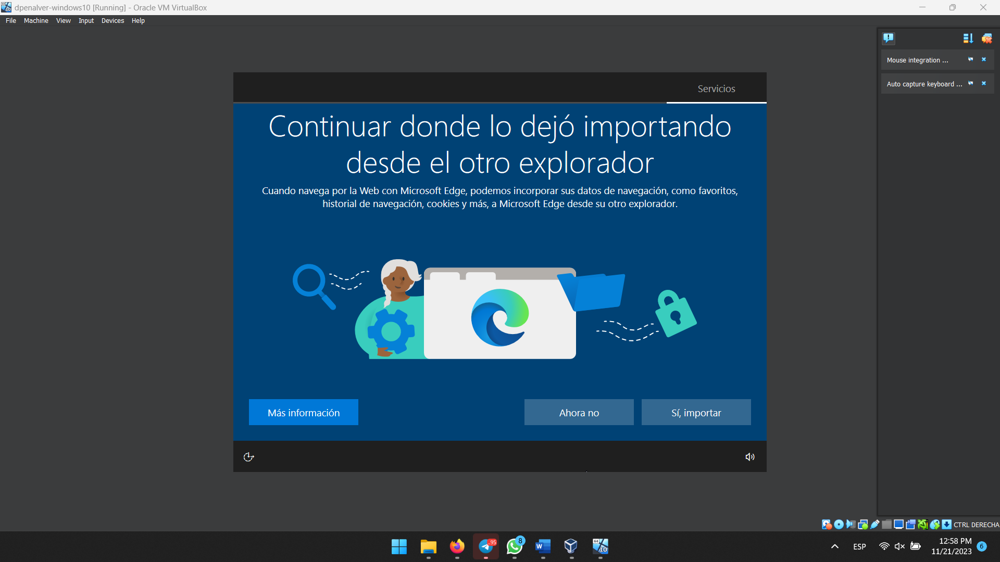 dpenalver-windows10 [Running] - Oracle VM VirtualBox
File Machine View Input Devices Help
Mouse integration ...
Auto capture keyboard ...
Servicios
Continuar donde lo dejó importando
desde el otro explorador
Cuando navega por la Web con Microsoft Edge, podemos incorporar sus datos de navegación, como favoritos,
historial de navegación, cookies y más, a Microsoft Edge desde su otro explorador.
Más información
Ahora no
Sí, importar
CTRL DERECHA
..95
8
W
64
10
ESP
12:58 PM
11/21/2023
6